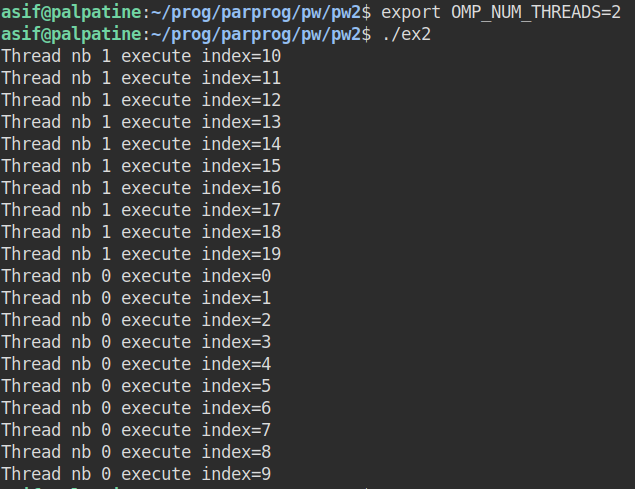 asif@palpatine:~/prog/parprog/pw/pw2$ export OMP_NUM_THREADS=2
asif@palpatine:~/prog/parprog/pw/pw2$ ./ex2
Thread nb 1 execute index=10
Thread nb 1 execute index=11
Thread nb 1 execute index=12
Thread nb 1 execute index=13
Thread nb 1 execute index=14
Thread nb 1 execute index=15
Thread nb 1 execute index=16
Thread nb 1 execute index=17
Thread nb 1 execute index=18
Thread nb 1 execute index=19
Thread nb 0 execute index=0
Thread nb 0 execute index=1
Thread nb 0 execute index=2
Thread nb 0 execute index=3
Thread nb 0 execute index=4
Thread nb 0 execute index=5
Thread nb 0 execute index=6
Thread nb 0 execute index=7
Thread nb 0 execute index=8
Thread nb 0 execute index=9